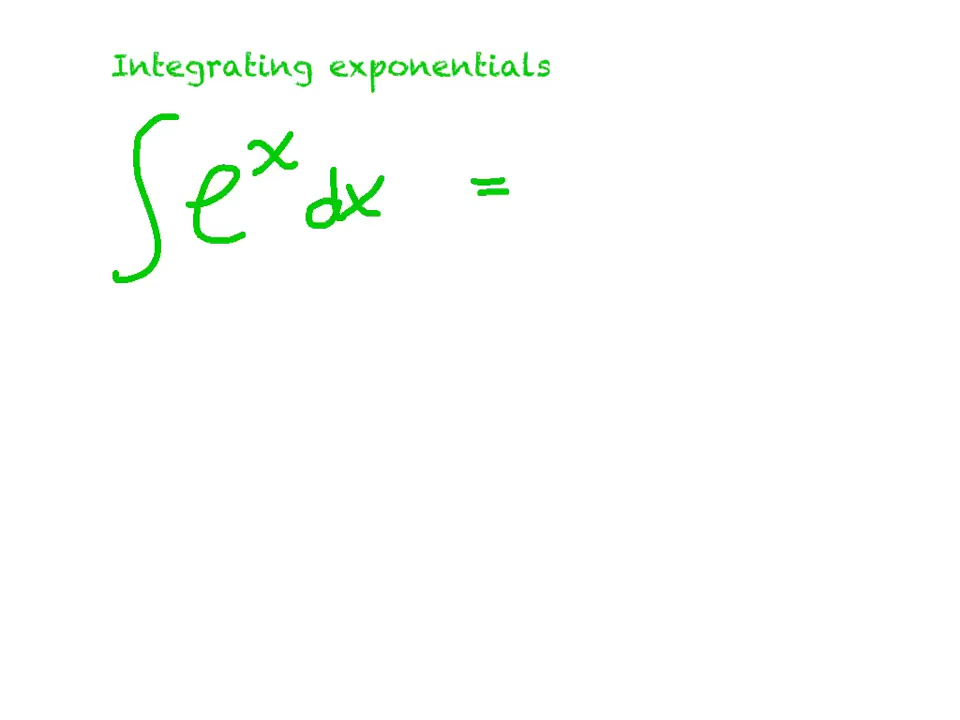 Integrating exponentials
∫ e^x dx =